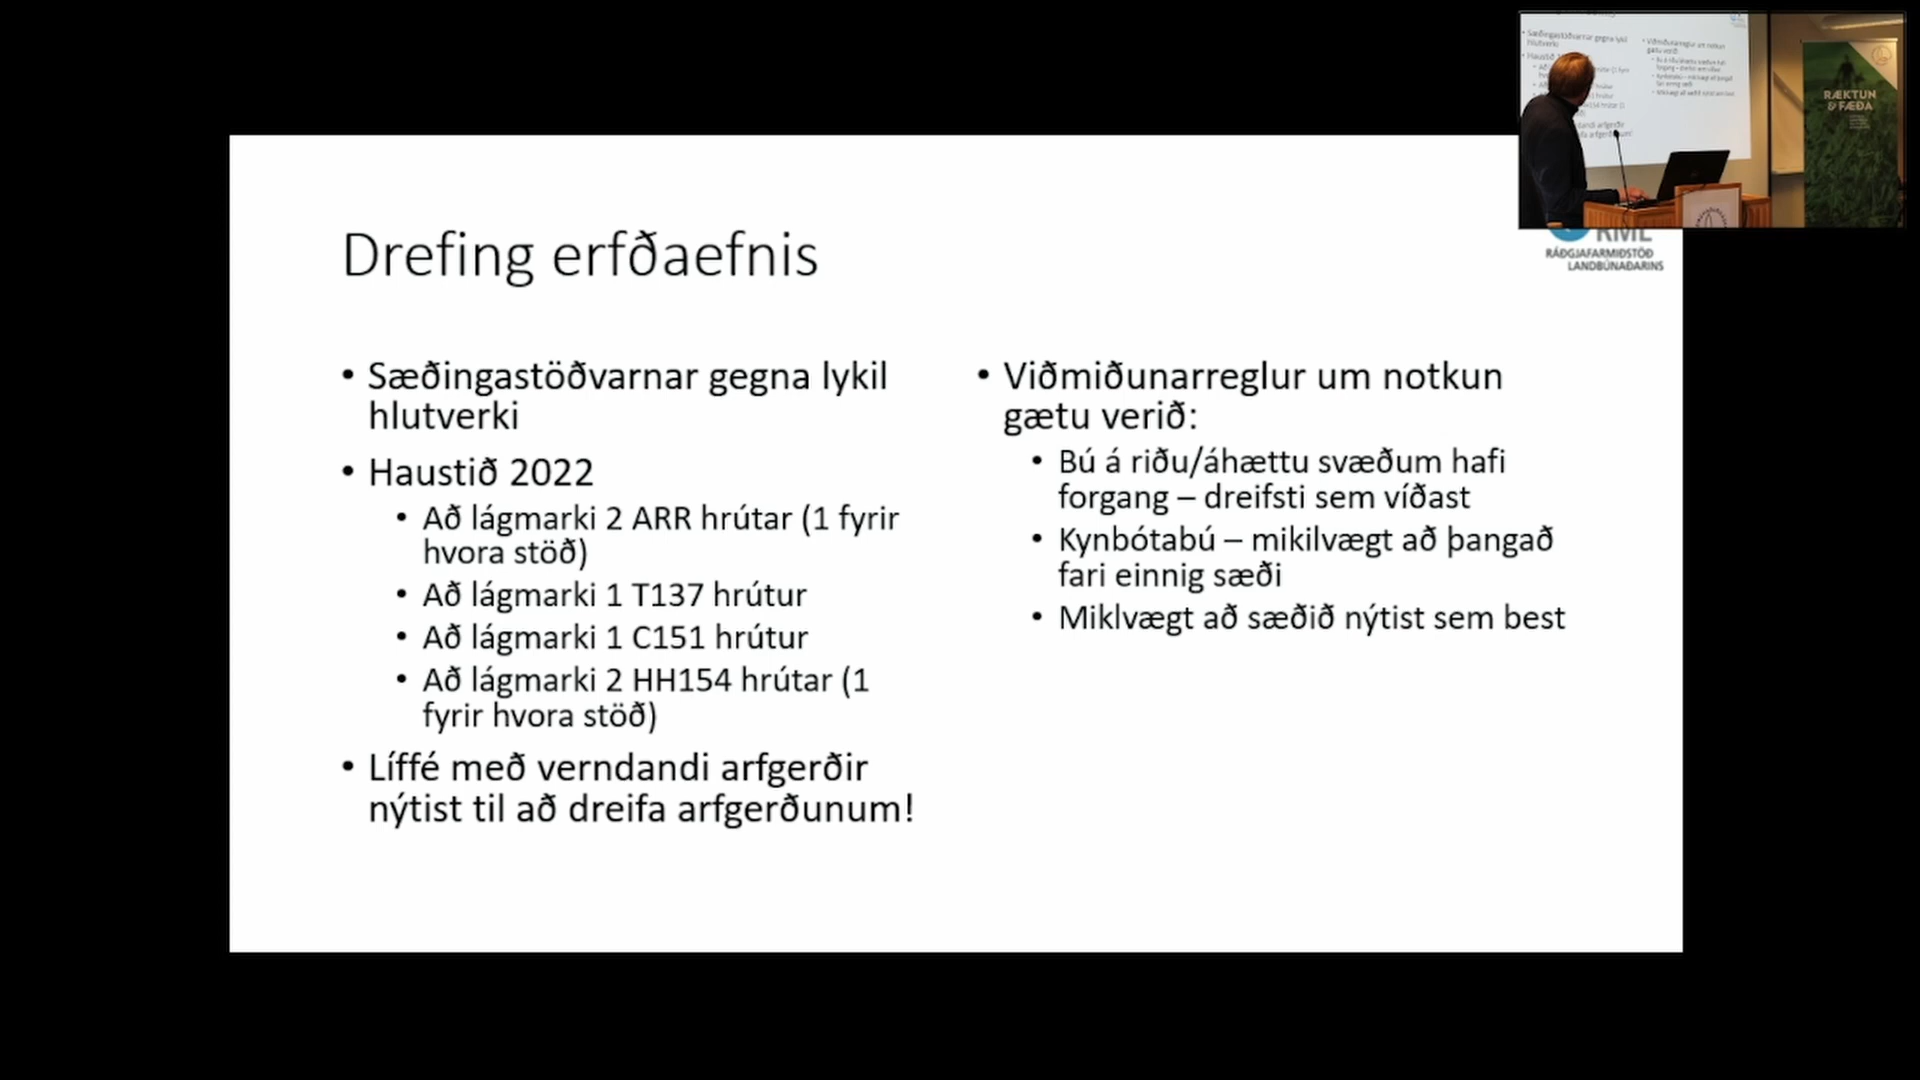 Drefing erfðaefnis
• Sæðingastöðvarnar gegna lykil
hlutverki
• Haustið 2022
• Að lágmarki 2 ARR hrútar (1 fyrir
hvora stöð)
• Að lágmarki 1 T137 hrútur
• Að lágmarki 1 C151 hrútur
• Að lágmarki 2 HH154 hrútar (1
fyrir hvora stöð)
• Líffé með verndandi arfgerðir
nýtist til að dreifa arfgerðunum!
• Viðmiðunarreglur um notkun
gætu verið:
• Bú á riðu/áhættu svæðum hafi
forgang – dreifsti sem víðast
• Kynbótabú – mikilvægt að þangað
fari einnig sæði
• Miklvægt að sæðið nýtist sem best
RML
RÁÐGJAFARMIÐSTÖÐ
LANDBÚNAÐARINS
RÆKTUN
& FÆÐA